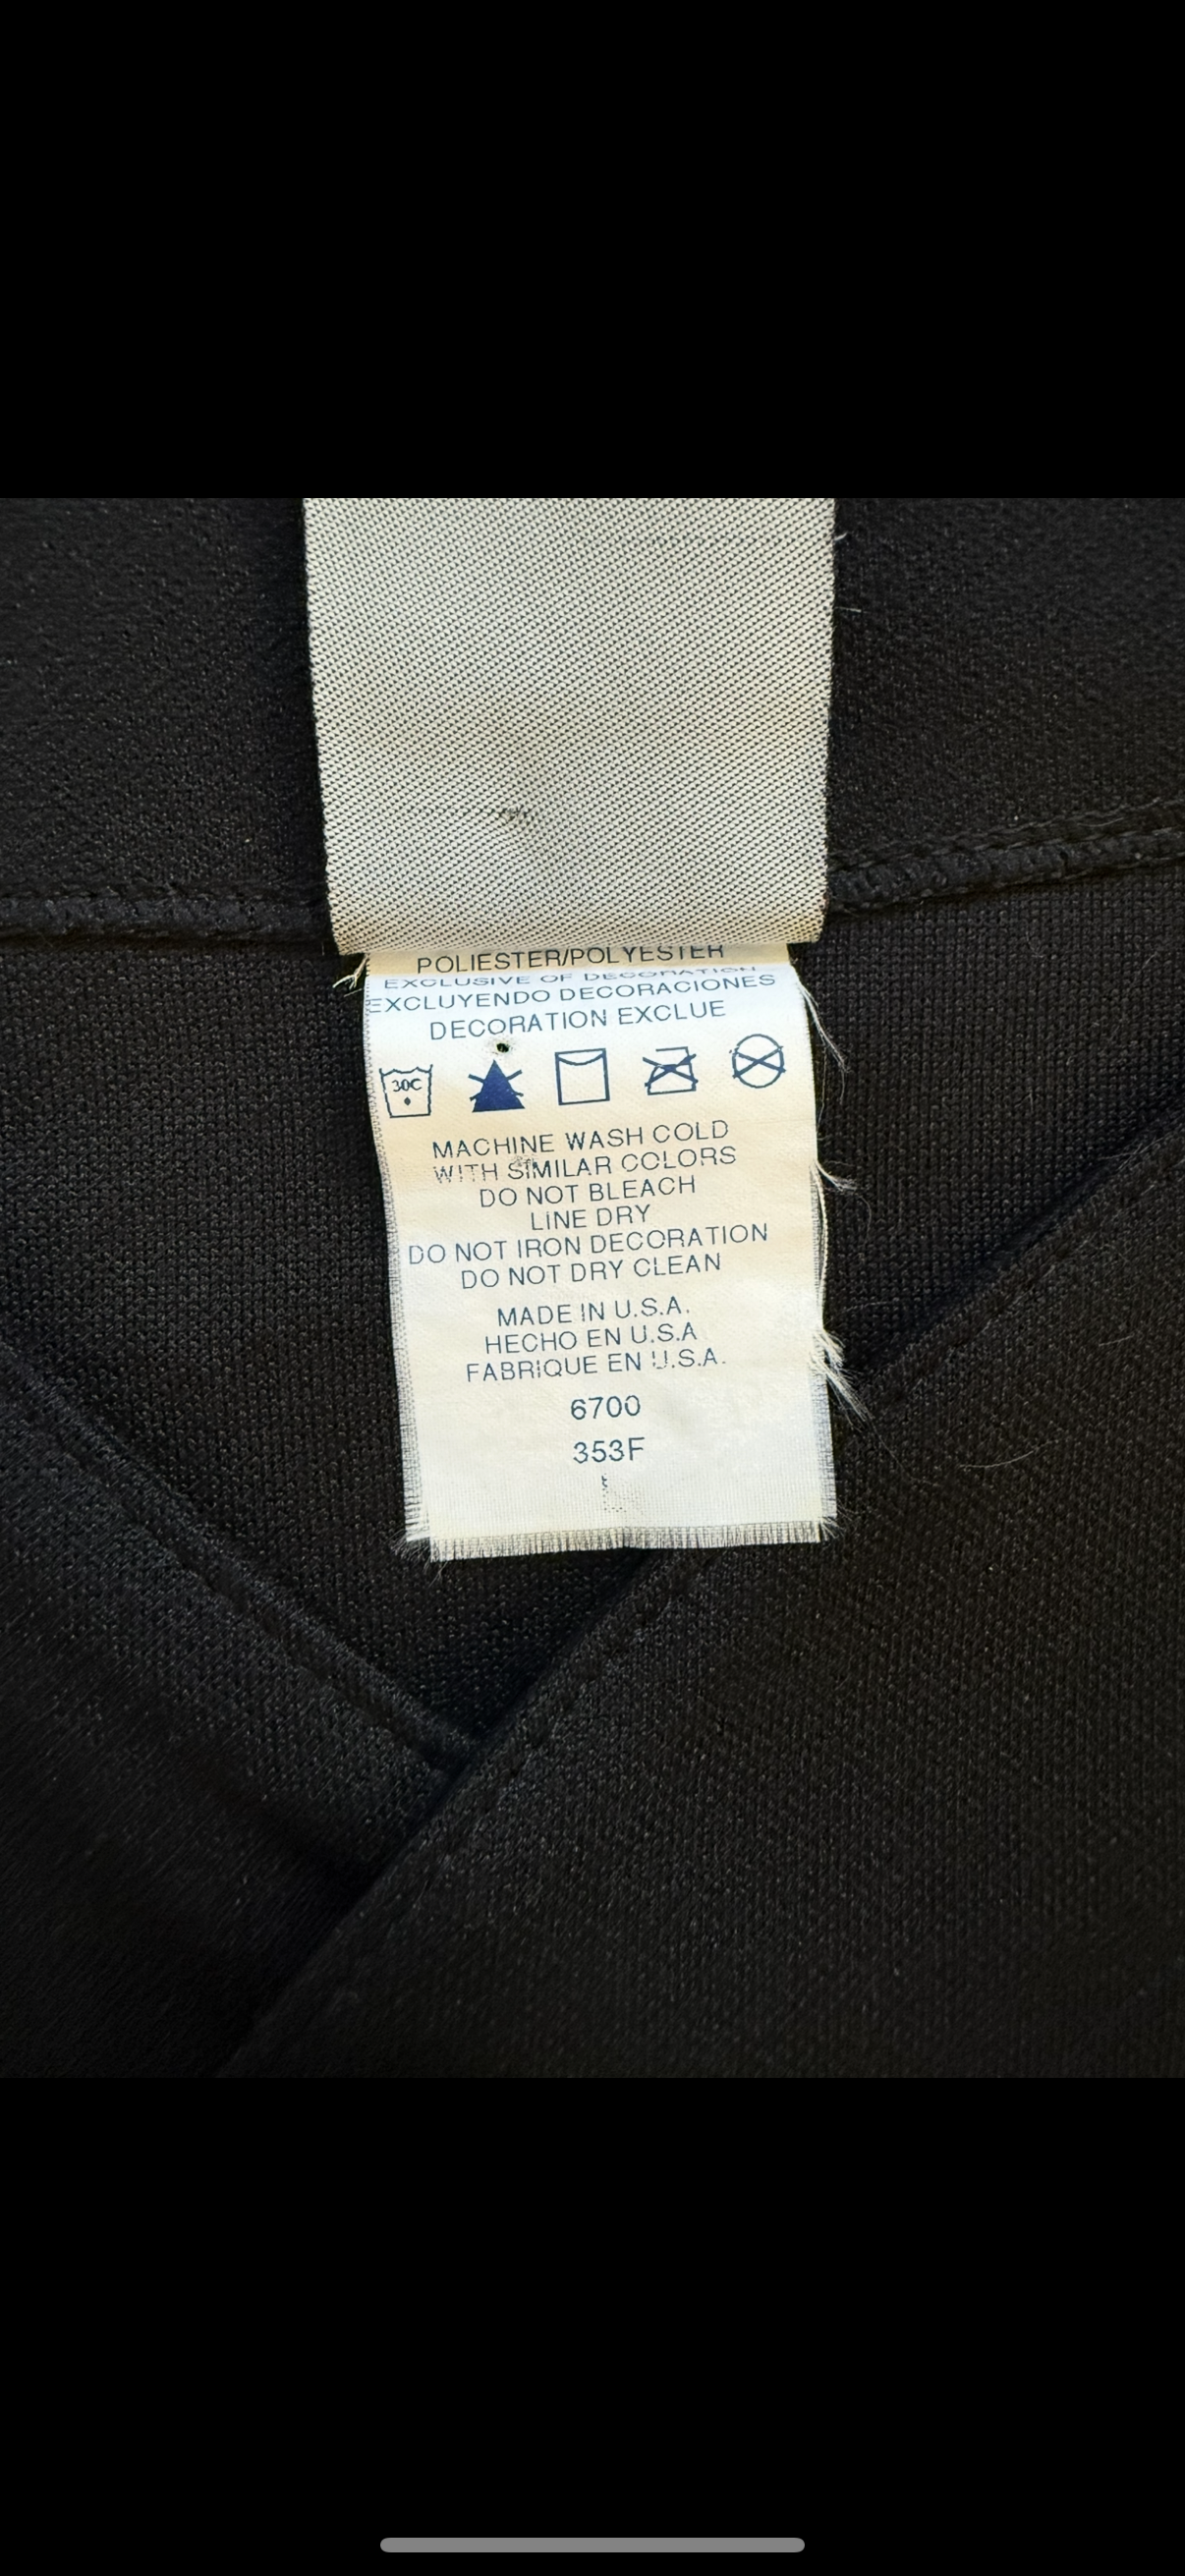 POLIESTER/POLYESTER
EXCLUSIVE OF DECORATION
EXCLUYENDO DECORACIONES
DECORATION EXCLUE
30C
MACHINE WASH COLD
WITH SIMILAR COLORS
DO NOT BLEACH
LINE DRY
DO NOT IRON DECORATION
DO NOT DRY CLEAN
MADE IN U.S.A.
HECHO EN U.S.A
FABRIQUE EN U.S.A.
6700
353F